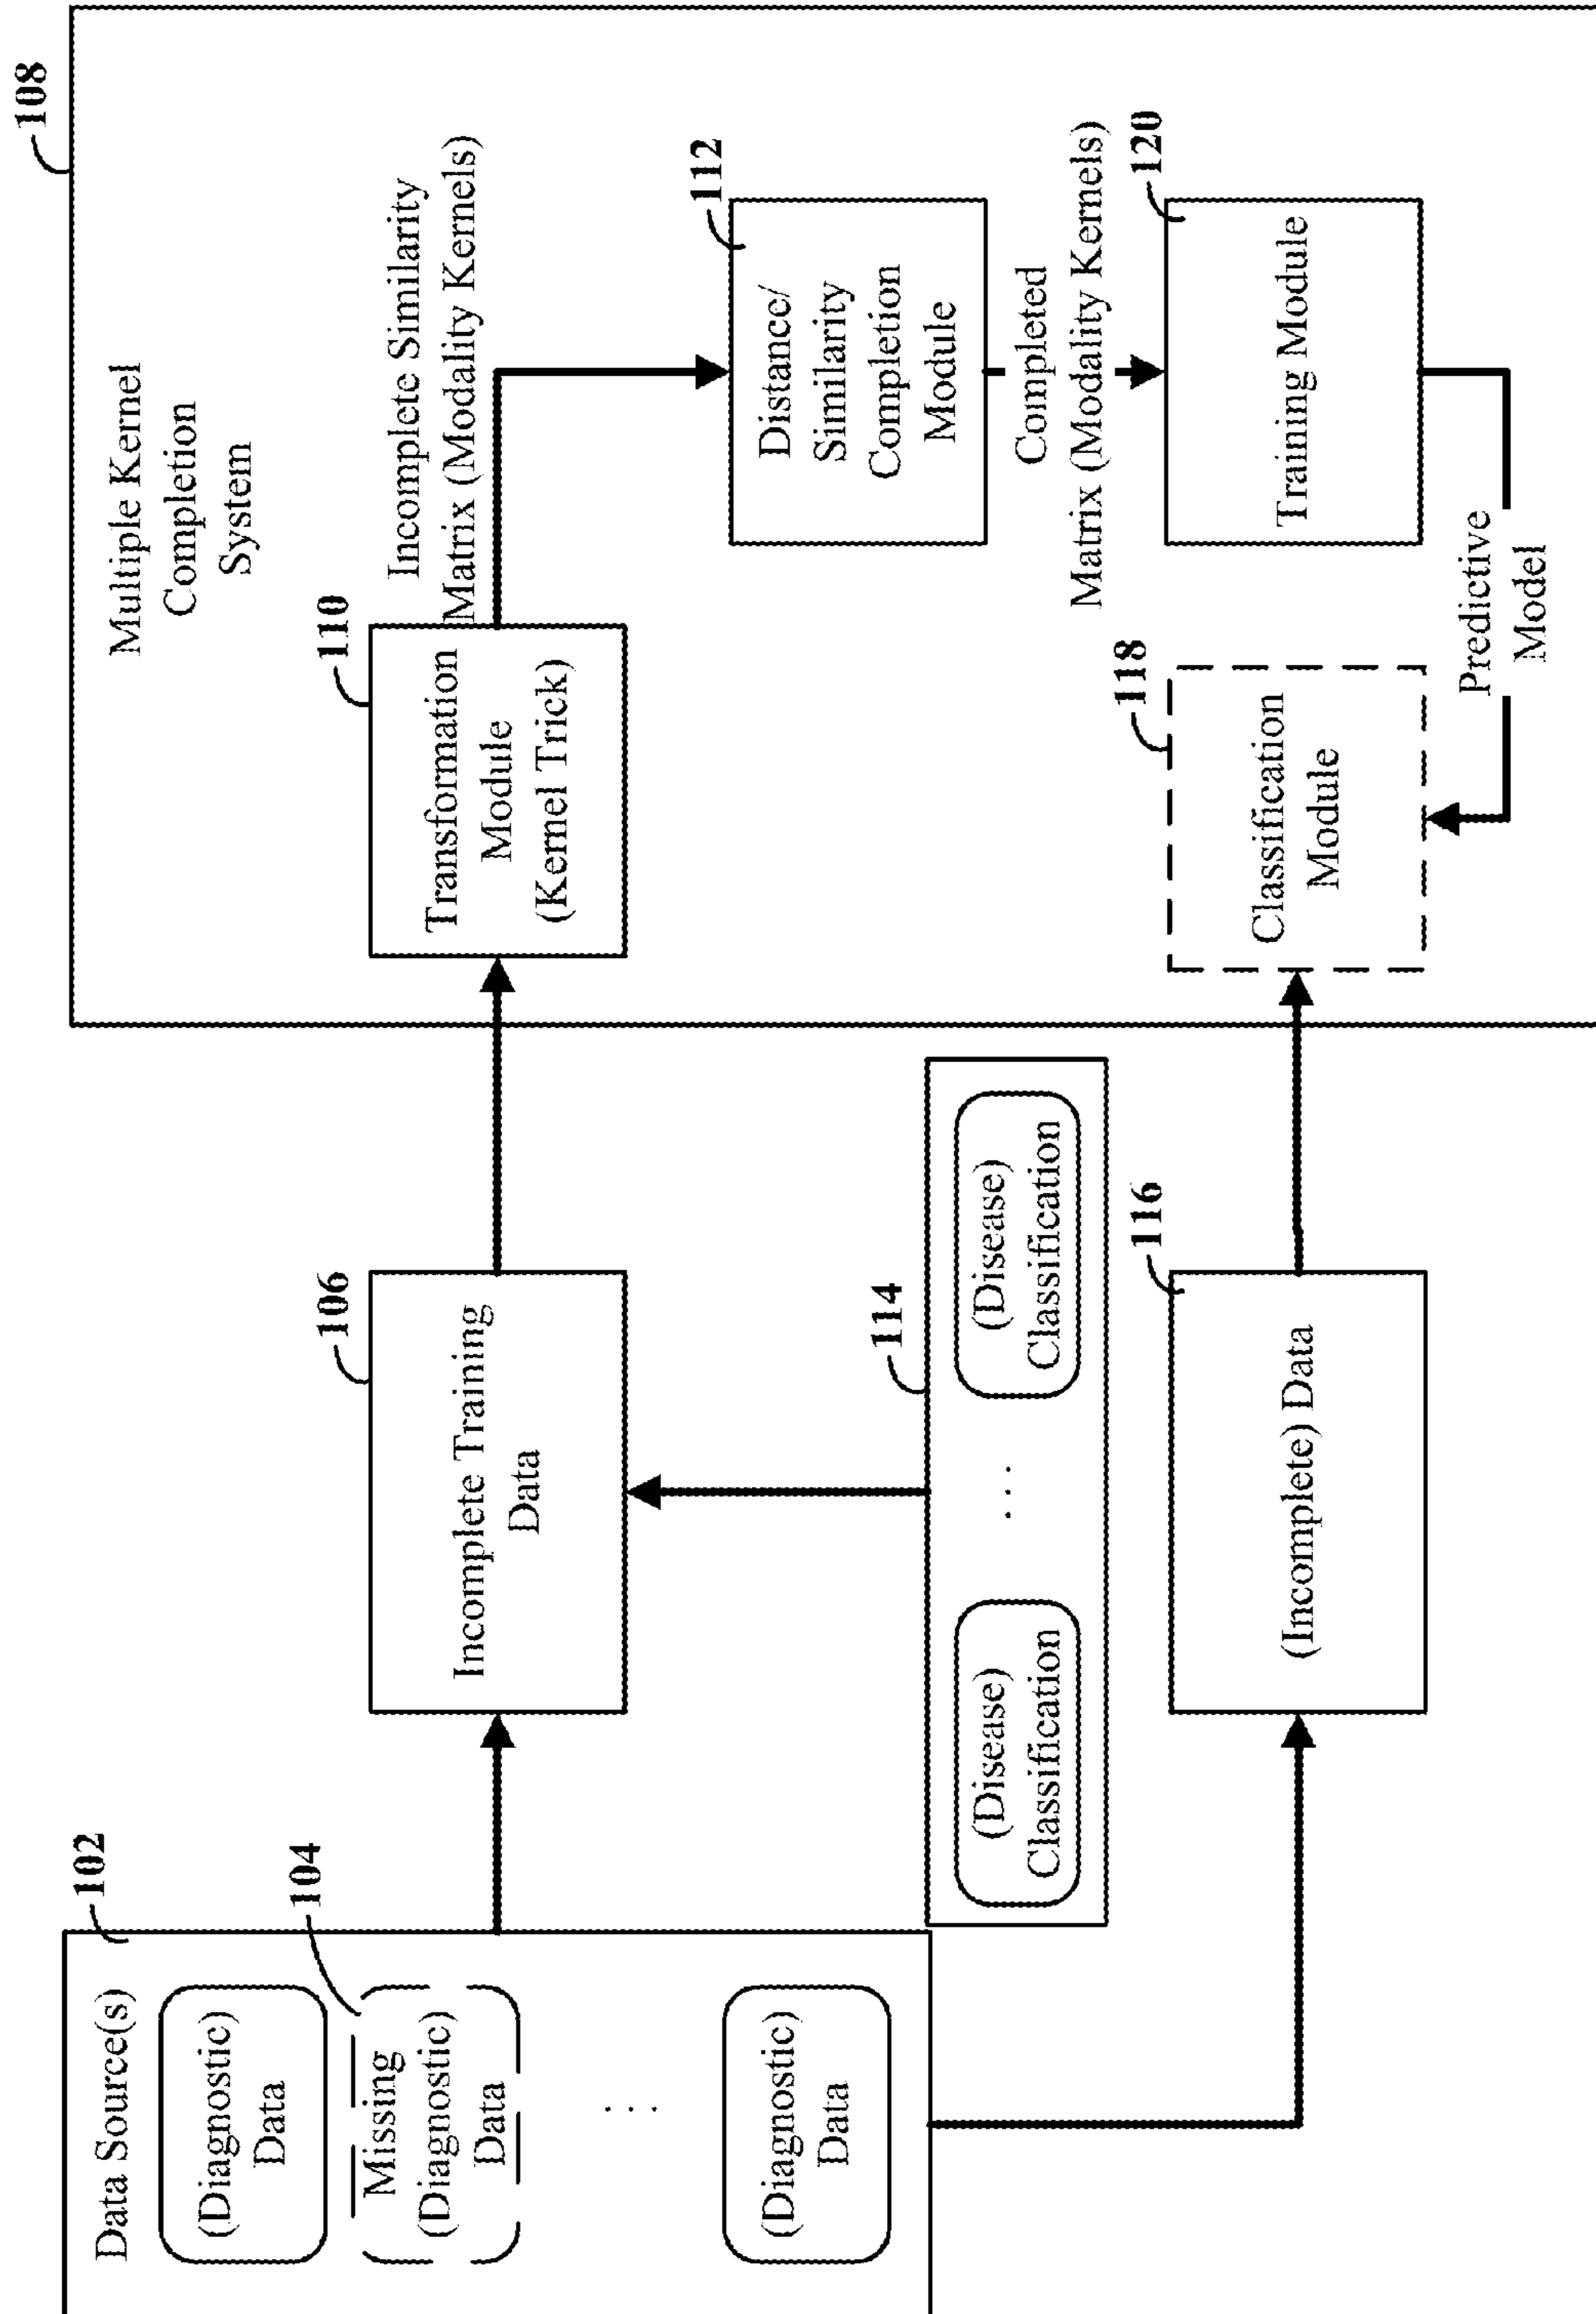 102
Data Source(s)
(Diagnostic)
Data
104
Missing
(Diagnostic)
Data
. . .
(Diagnostic)
Data
106
Incomplete Training
Data
114
(Disease)
Classification
. . .
(Disease)
Classification
116
(Incomplete) Data
108
Multiple Kernel
Completion
System
110
Transformation
Module
(Kernel Trick)
Incomplete Similarity
Matrix (Modality Kernels)
112
Distance/
Similarity
Completion
Module
Completed
Matrix (Modality Kernels)
120
Training Module
118
Classification
Module
Predictive
Model